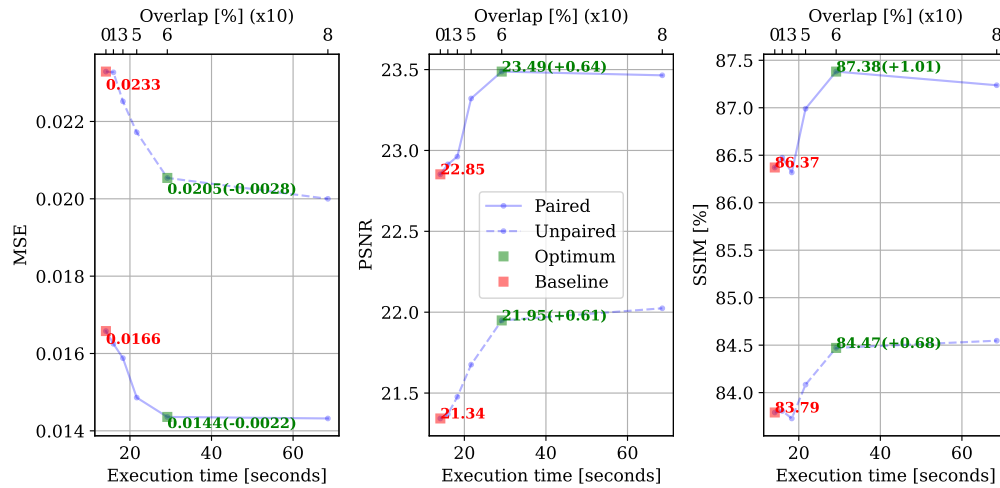 Overlap [%] (x10)
0 1 3 5 6 8
0.0233
0.022
0.0205(-0.0028)
0.020
MSE
0.018
0.0166
0.016
0.0144(-0.0022)
0.014
20 40 60
Execution time [seconds]
Overlap [%] (x10)
0 1 3 5 6 8
23.5
23.49(+0.64)
23.0
22.85
22.5
PSNR
Paired
Unpaired
Optimum
Baseline
22.0
21.95(+0.61)
21.5
21.34
20 40 60
Execution time [seconds]
Overlap [%] (x10)
0 1 3 5 6 8
87.5
87.38(+1.01)
87.0
86.5
86.37
86.0
85.5
SSIM [%]
85.0
84.5
84.47(+0.68)
84.0
83.79
20 40 60
Execution time [seconds]